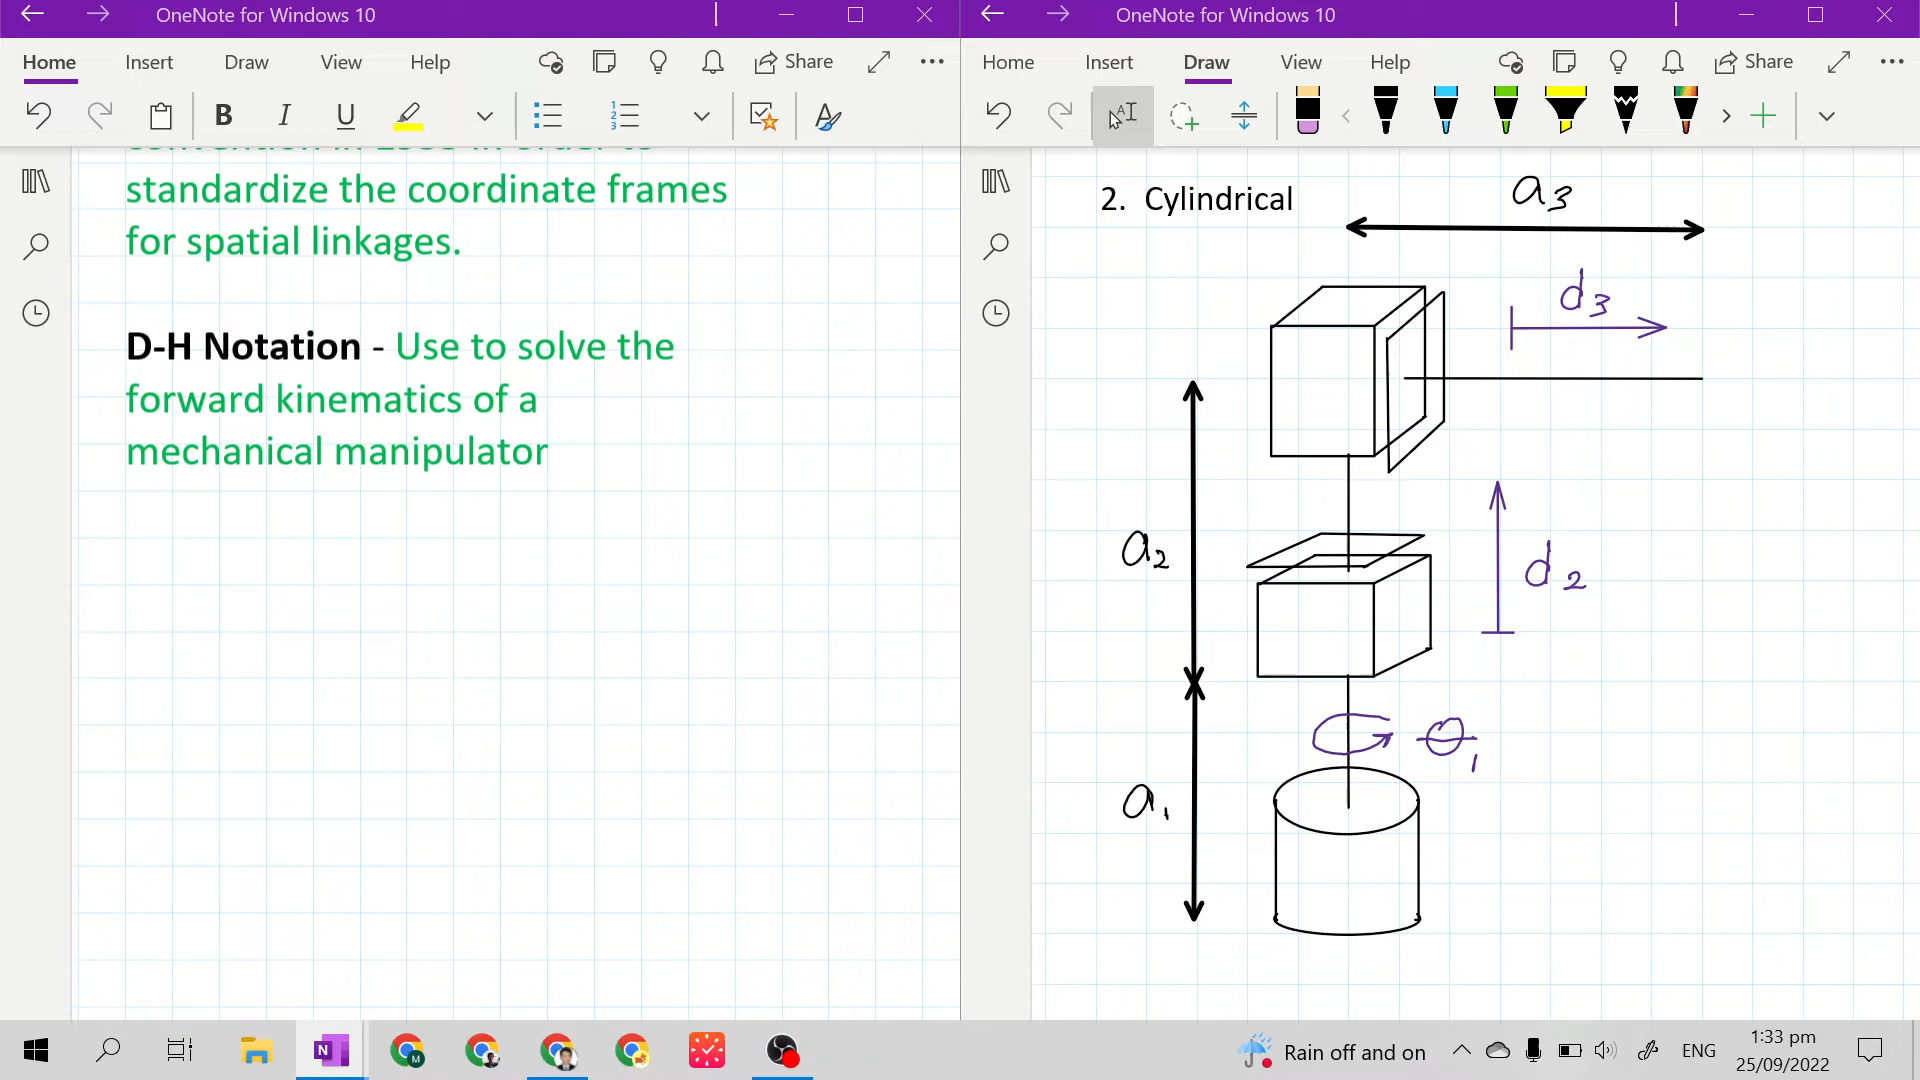 OneNote for Windows 10
Home Insert Draw View Help Share
B I U
standardize the coordinate frames
for spatial linkages.
D-H Notation - Use to solve the
forward kinematics of a
mechanical manipulator
OneNote for Windows 10
Home Insert Draw View Help Share
2. Cylindrical
a3
d3
a2
d2
θ1
a1
Rain off and on
ENG
1:33 pm
25/09/2022